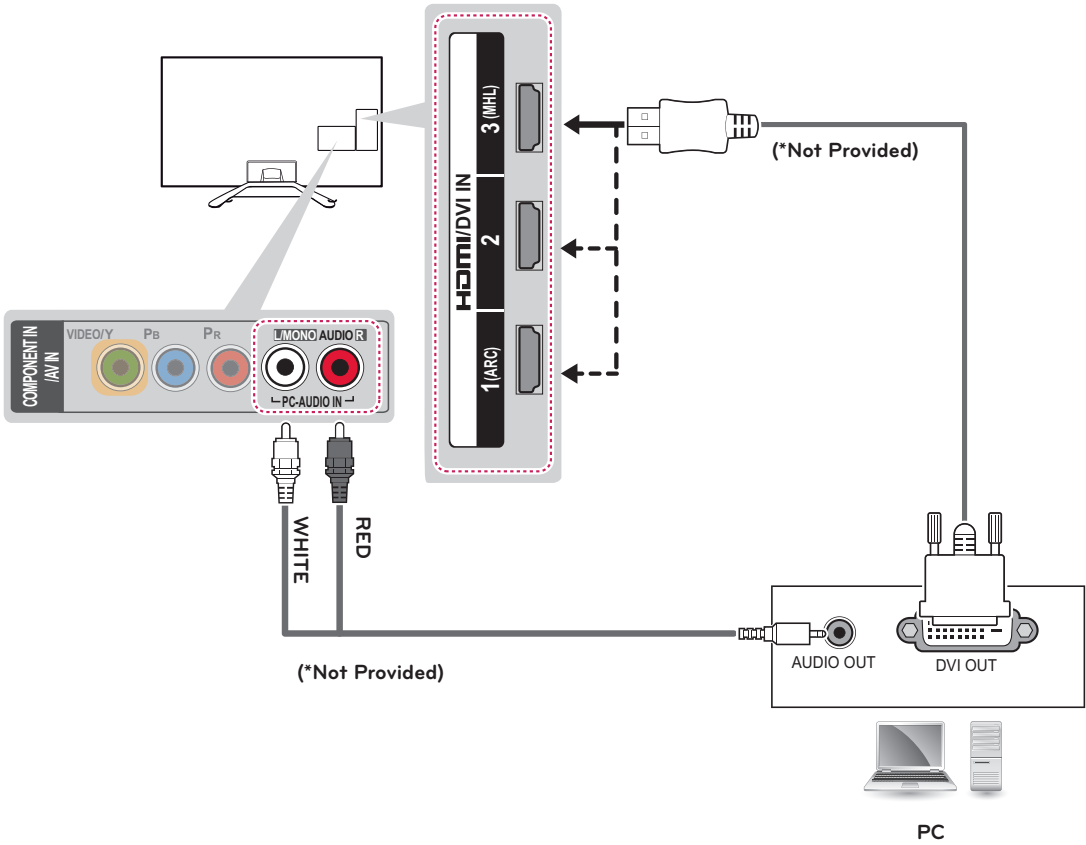 3 (MHL)
2
1 (ARC)
HDMI/DVI IN
(*Not Provided)
COMPONENT IN
/AV IN
VIDEO/Y
PB
PR
L/MONO AUDIO R
PC-AUDIO IN
WHITE
RED
(*Not Provided)
AUDIO OUT
DVI OUT
PC